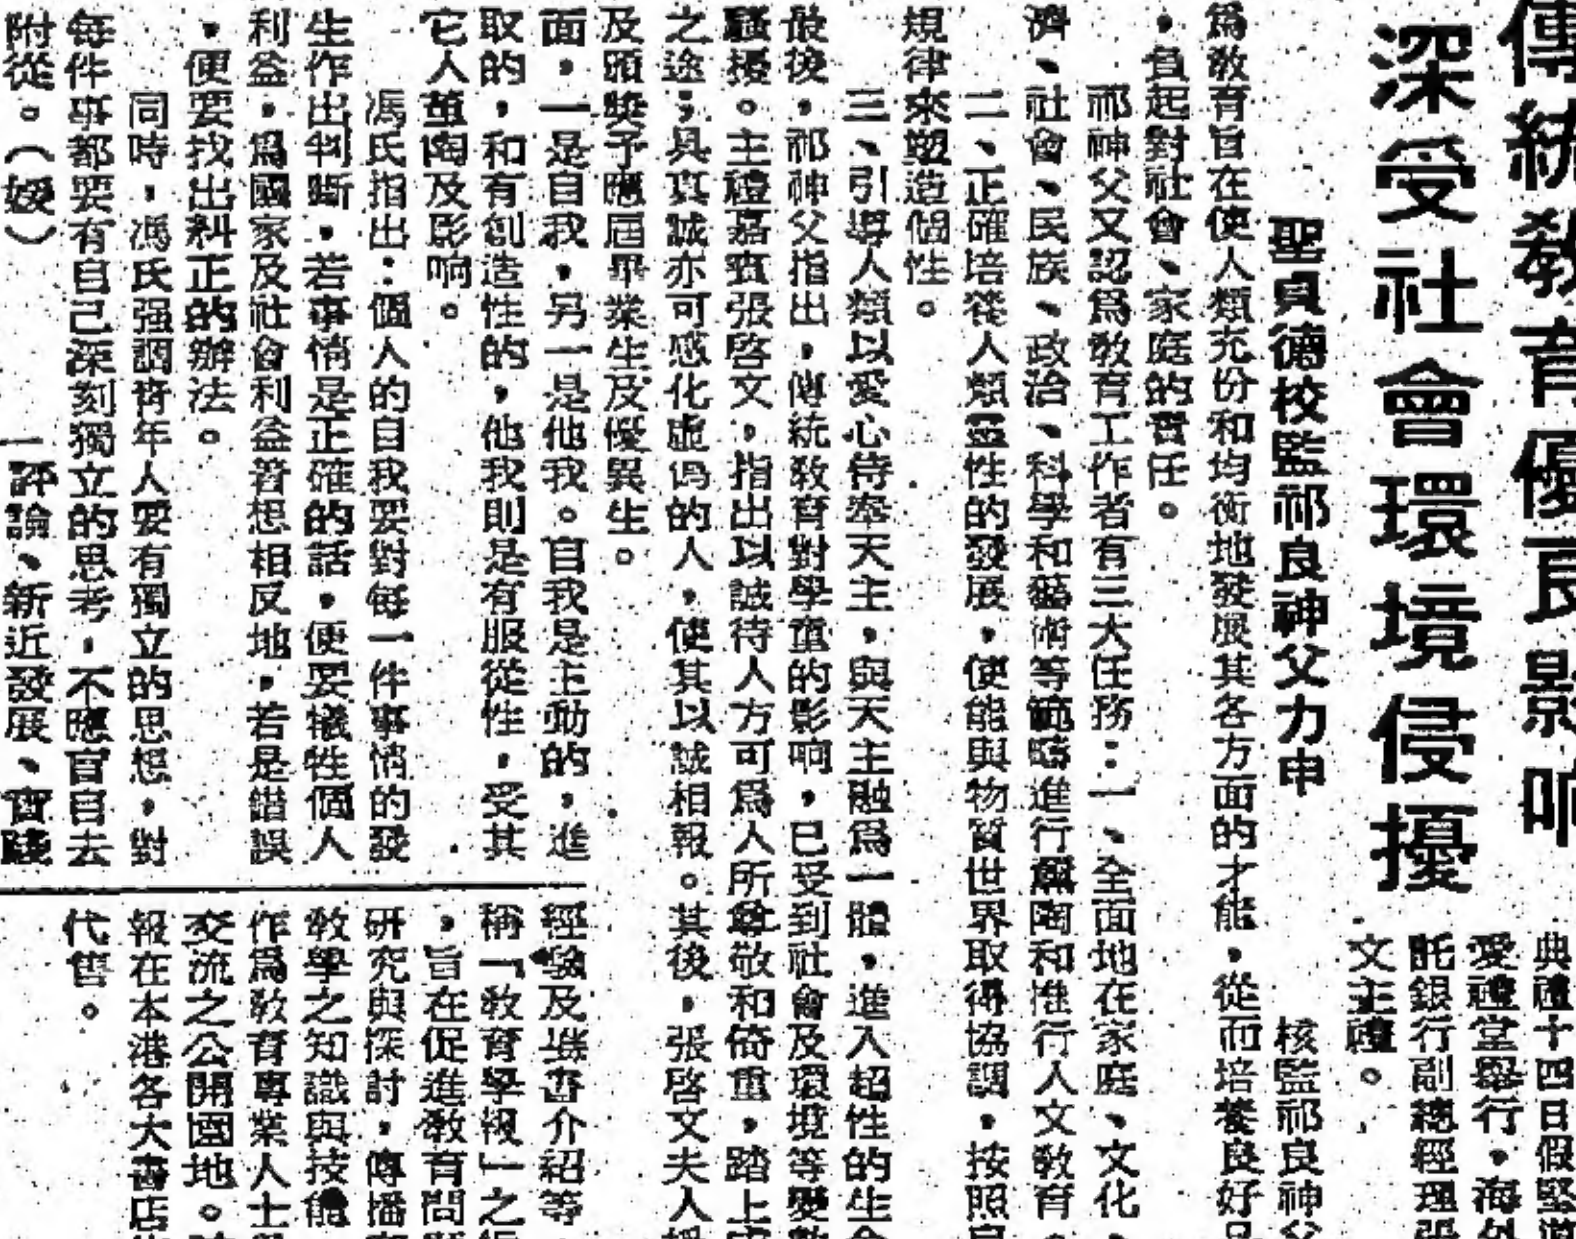 傳統教育優良影响
深受社會環境侵擾
聖貞德校監祁良神父力申
典禮十四日假堅道
愛禮堂舉行，海外
託銀行副總經理張
文主禮。
校監祁良神父
為教育旨在使人類充份和均衡地發展其各方面的才能，從而培養良好
，負起對社會、家庭的責任。
祁神父又認為教育工作者有三大任務：一、全面地在家庭、文化、
濟、社會、民族、政治、科學和藝術等範疇進行薰陶和推行人文教育，
二、正確培養人類靈性的發展，使能與物質世界取得協調，按照
規律來塑造個性。
三、引導人類以愛心侍奉天主，與天主融為一體，進入超性的生命
最後，祁神父指出，傳統教育對學童的影响，已受到社會及環境等變數
騷擾。主禮嘉賓張啓文，指出以誠待人方可為人所尊敬和倚重，踏上成
之途；具真誠亦可感化虛偽的人，使其以誠相報。其後，張啓文夫人
及頒獎予應屆畢業生及優異生。
面，一是自我，另一是他我。自我是主動的，進
取的，和有創造性的，他我則是有服從性，受其
它人薰陶及影响。
馮氏指出：個人的自我要對每一件事情的發
生作出判斷，若事情是正確的話，便要犧牲個人
利益，為國家及社會利益着想相反地，若是錯誤
，便要找出糾正的辦法。
同時，馮氏强調青年人要有獨立的思想，對
每件事都要有自己深刻獨立的思考，不應盲自去
附從。（媛）
一評論、新近發展、實踐
經驗及叢書介紹等，
稱「教育學報」之
，旨在促進教育問題
研究與探討，傳播
教學之知識與技能
作為教育專業人士
交流之公開園地。
報在本港各大書店
代售。